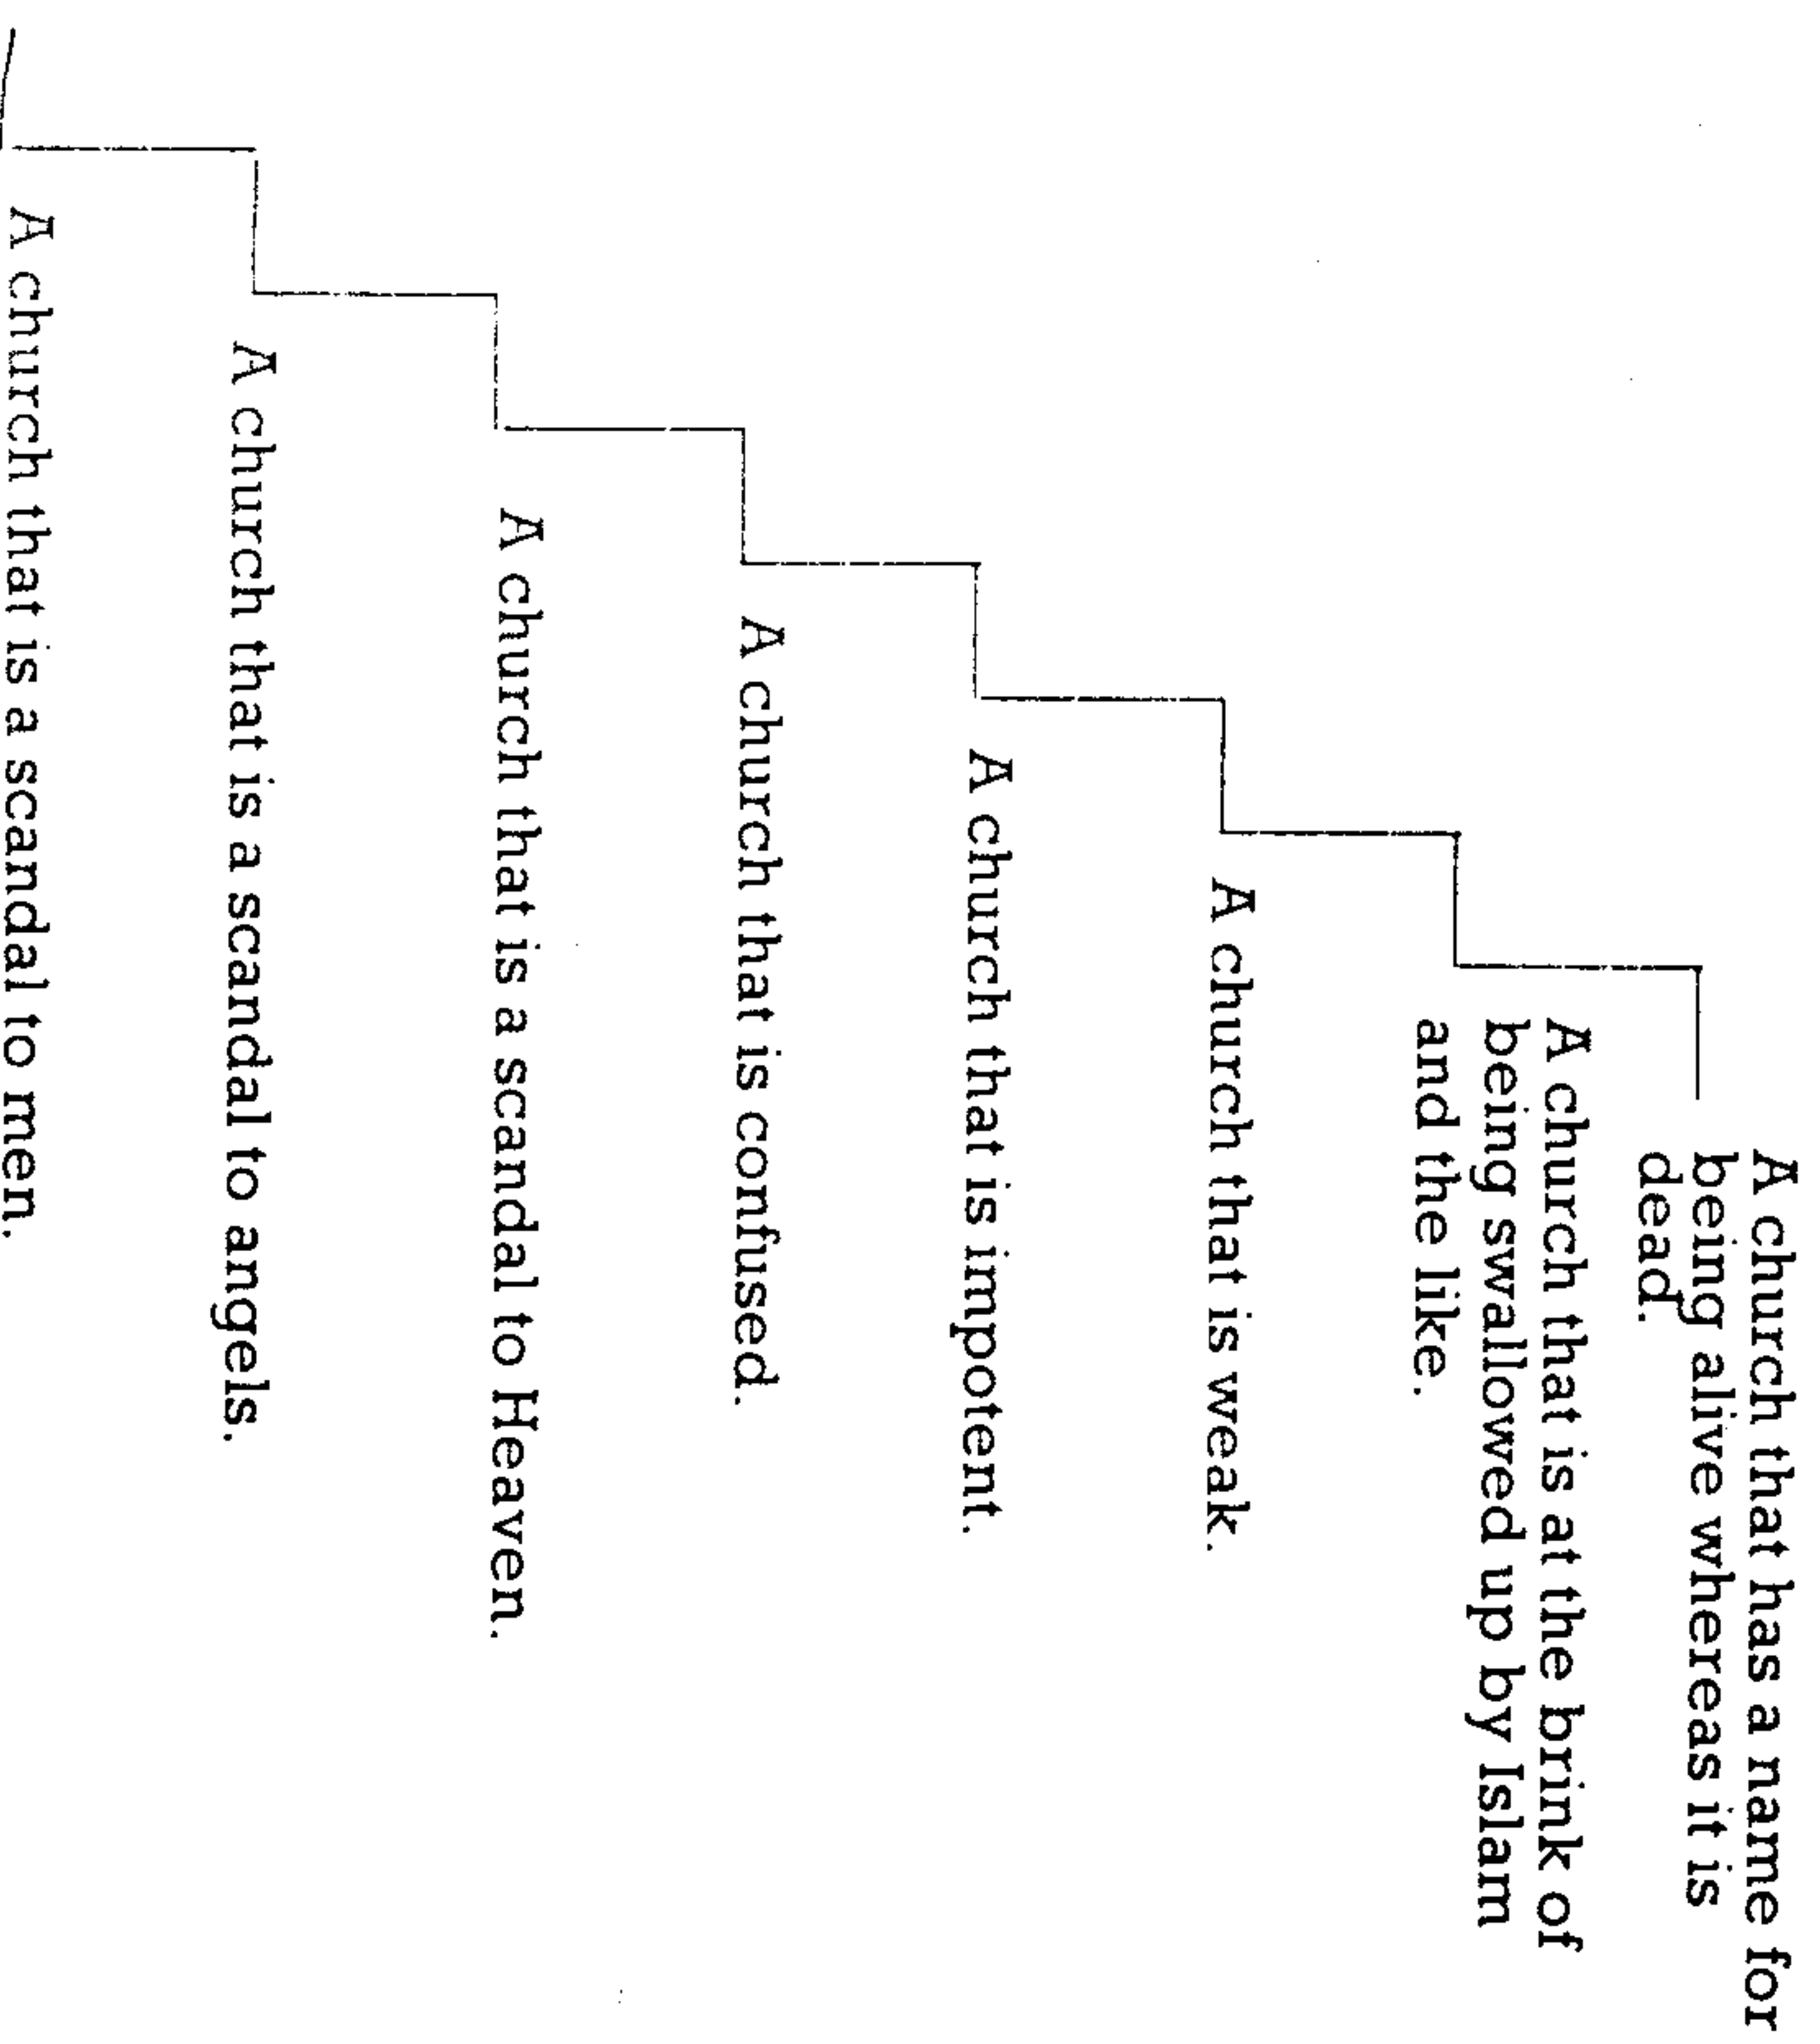 A church that has a name for
being alive whereas it is
dead.
A church that is at the brink of
being swallowed up by Islam
and the like.
A church that is weak.
A church that is impotent.
A church that is confused.
A church that is a scandal to Heaven.
A church that is a scandal to angels.
A church that is a scandal to men.